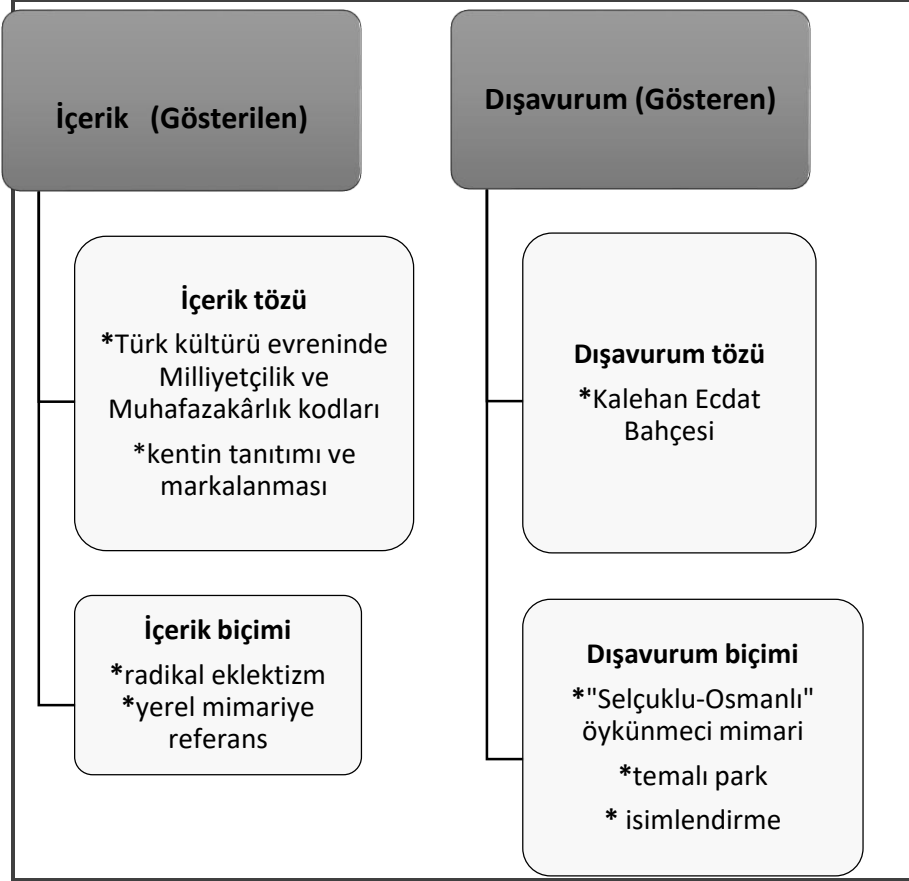 İçerik (Gösterilen)
İçerik tözü
*Türk kültürü evreninde
Milliyetçilik ve
Muhafazakârlık kodları
*kentin tanıtımı ve
markalanması
İçerik biçimi
*radikal eklektizm
*yerel mimariye
referans
Dışavurum (Gösteren)
Dışavurum tözü
*Kalehan Ecdat
Bahçesi
Dışavurum biçimi
*"Selçuklu-Osmanlı"
öykünmeci mimari
*temalı park
* isimlendirme